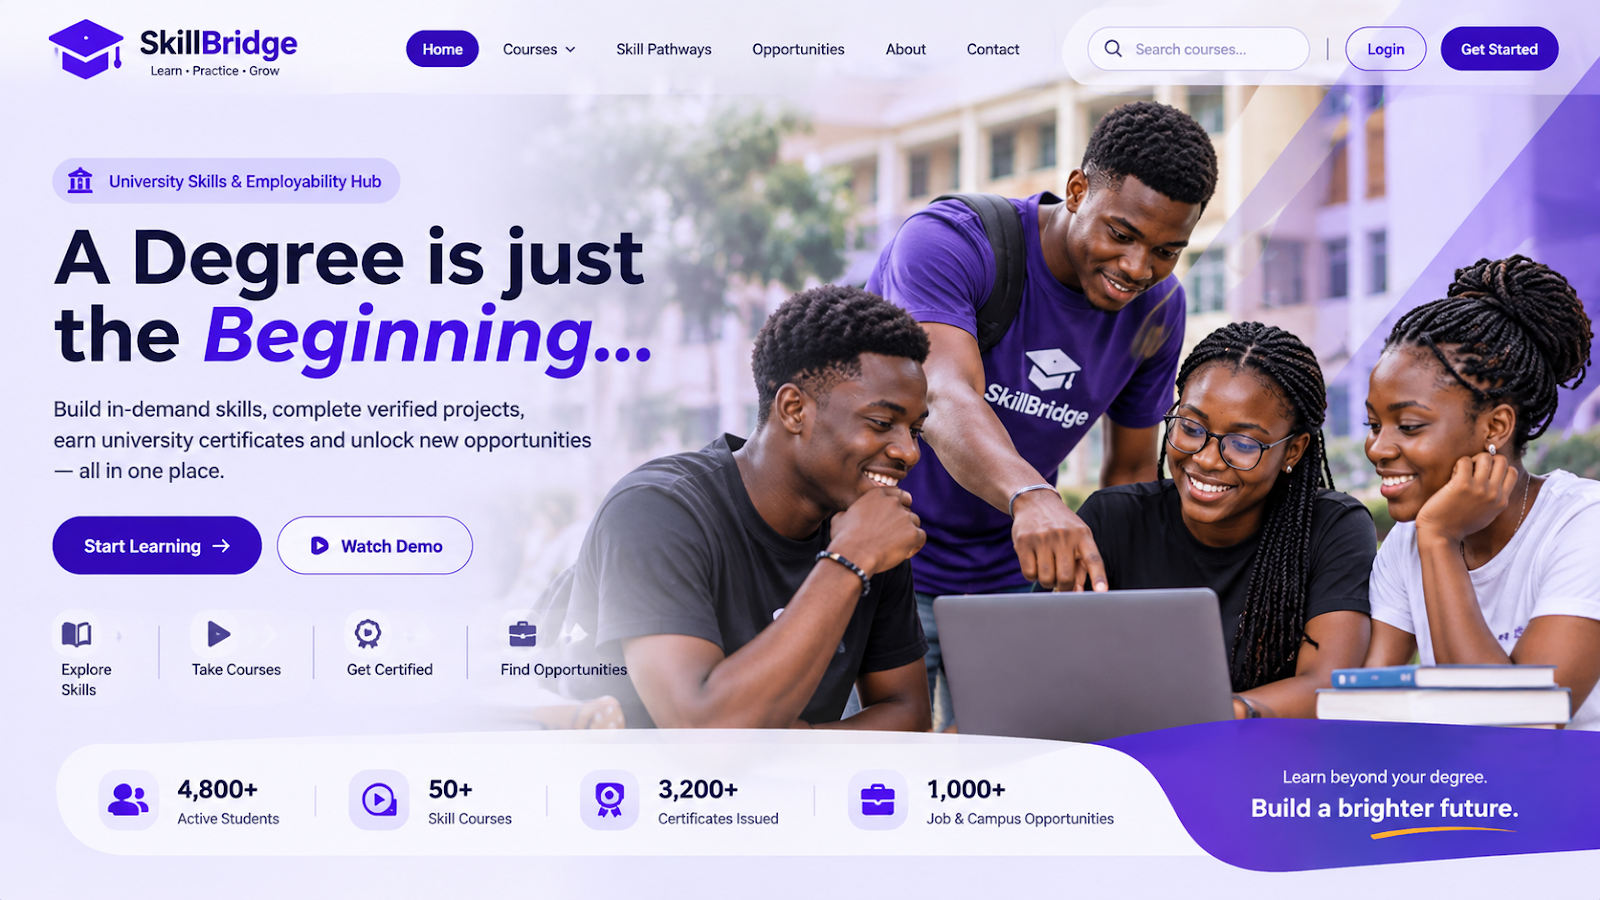 SkillBridge
Learn • Practice • Grow
Home
Courses
Skill Pathways
Opportunities
About
Contact
Search courses...
Login
Get Started
University Skills & Employability Hub
A Degree is just
the Beginning...
Build in-demand skills, complete verified projects,
earn university certificates and unlock new opportunities
— all in one place.
Start Learning →
Watch Demo
SkillBridge
Explore
Skills
Take Courses
Get Certified
Find Opportunities
4,800+
Active Students
50+
Skill Courses
3,200+
Certificates Issued
1,000+
Job & Campus Opportunities
Learn beyond your degree.
Build a brighter future.